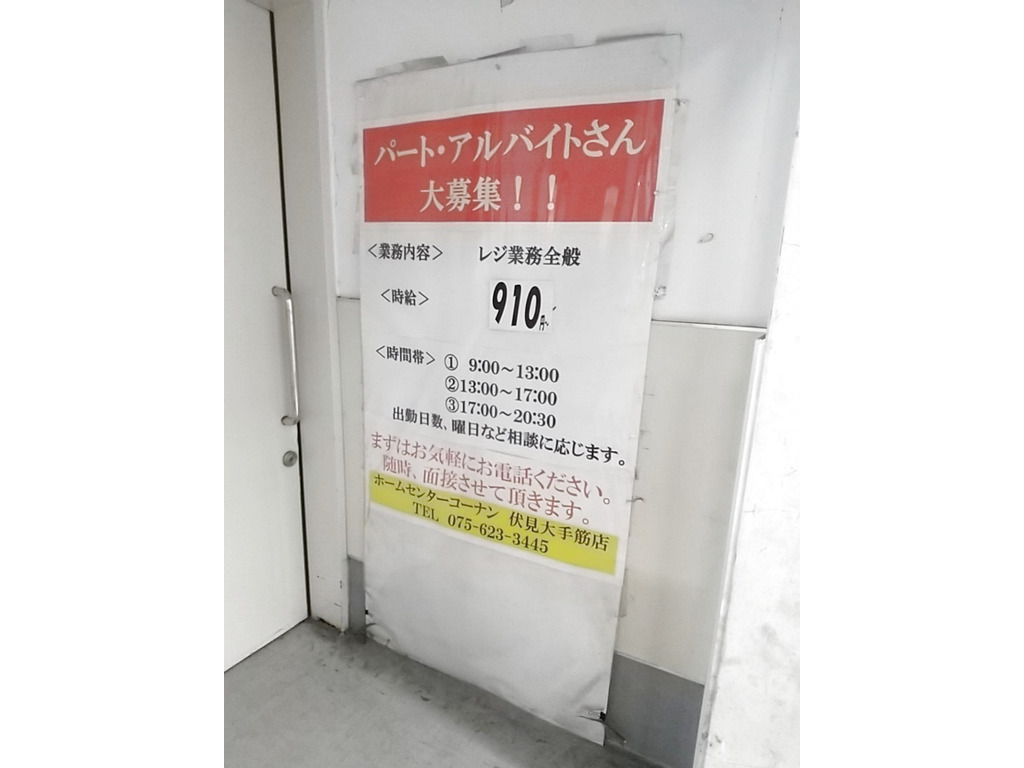 パート・アルバイトさん
大募集！！
＜業務内容＞ レジ業務全般
＜時給＞ 910円～
＜時間帯＞ ① 9:00～13:00
②13:00～17:00
③17:00～20:30
出勤日数、曜日など相談に応じます。
まずはお気軽にお電話ください。
随時、面接させて頂きます。
ホームセンターコーナン 伏見大手筋店
TEL 075-623-3445